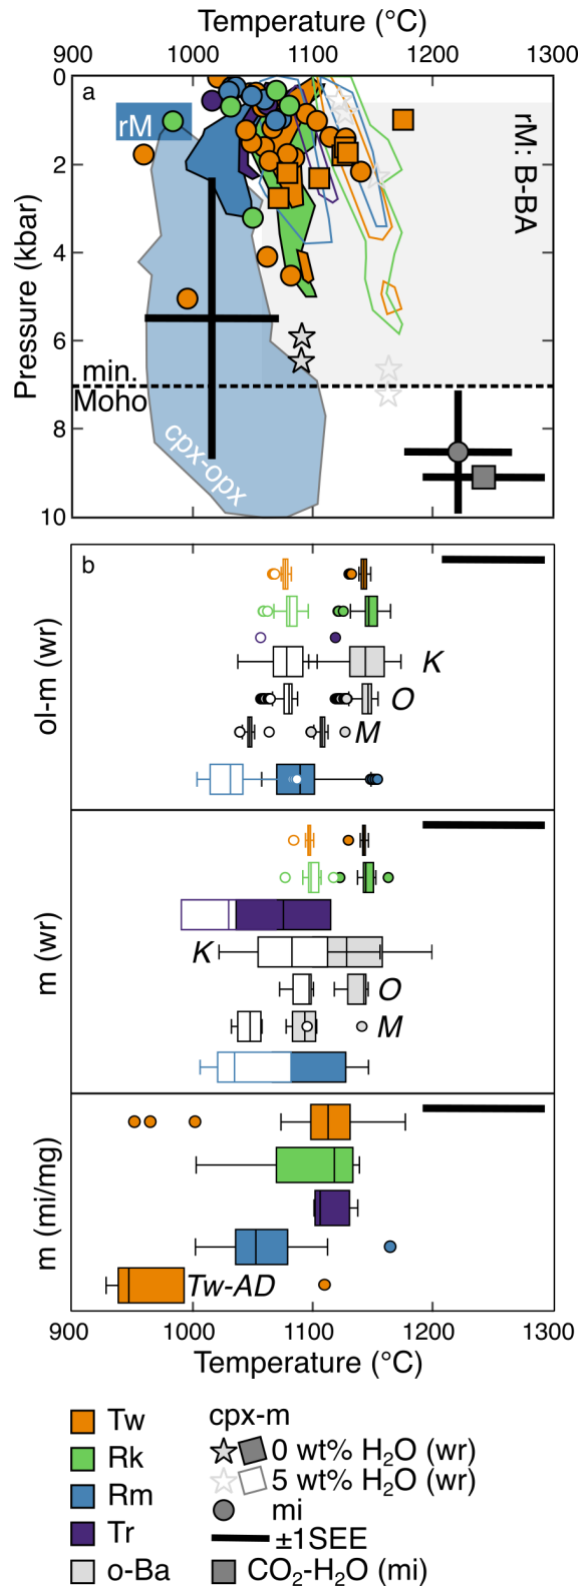 Temperature (°C)
900 1000 1100 1200 1300
0
2
4
6
8
10
Pressure (kbar)
a
rM
rM: B-BA
min.
Moho
cpx-opx
b
ol-m (wr)
K
O
M
m (wr)
K
O
M
m (mi/mg)
Tw-AD
900 1000 1100 1200 1300
Temperature (°C)
Tw
Rk
Rm
Tr
o-Ba
cpx-m
0 wt% H₂O (wr)
5 wt% H₂O (wr)
mi
±1SEE
CO₂-H₂O (mi)